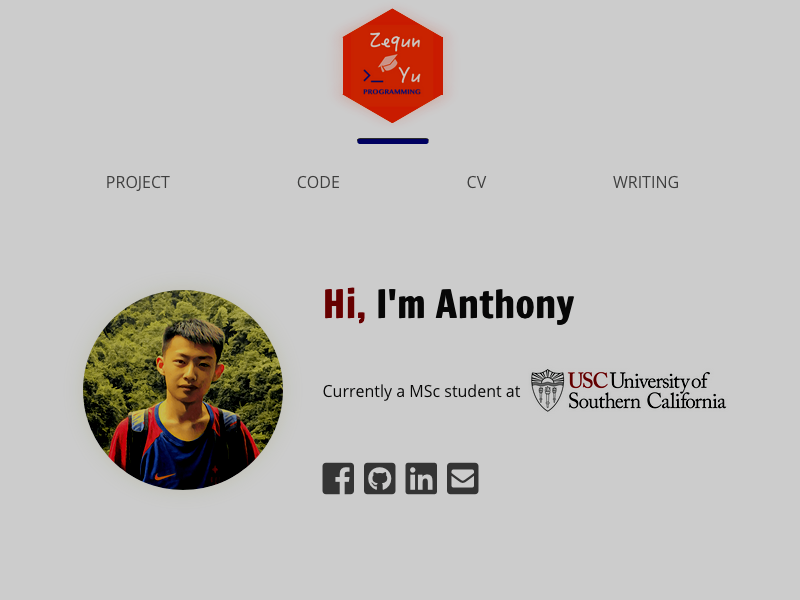 Zequn
>_ Yu
PROGRAMMING
PROJECT CODE CV WRITING
Hi, I'm Anthony
Currently a MSc student at USC University of
Southern California